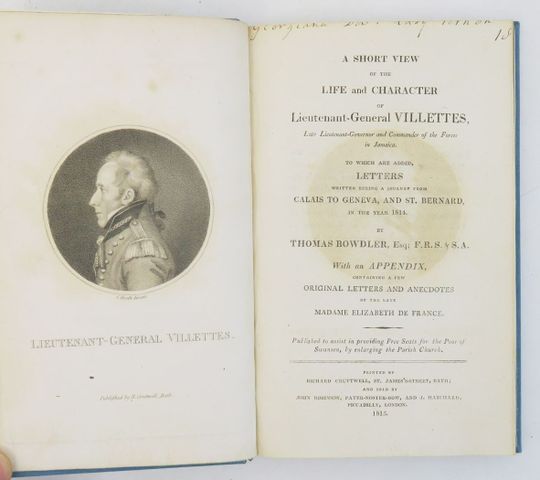 LIEUTENANT-GENERAL VILLETTES.
Published by R. Cruttwell, Bath
Georgiana
A SHORT VIEW
OF THE
LIFE and CHARACTER
OF
Lieutenant-General VILLETTES,
Late Lieutenant-Governor and Commander of the Forces
in Jamaica.
TO WHICH ARE ADDED,
LETTERS
WRITTEN DURING A JOURNEY FROM
CALAIS TO GENEVA, AND ST. BERNARD,
IN THE YEAR 1814.
BY
THOMAS BOWDLER, Esq; F.R.S. & S.A.
With an APPENDIX,
CONTAINING A FEW
ORIGINAL LETTERS AND ANECDOTES
OF THE LATE
MADAME ELIZABETH DE FRANCE.
Published to assist in providing Free Seats for the Poor of
Swansea, by enlarging the Parish Church.
PRINTED BY
RICHARD CRUTTWELL, ST. JAMES'S-STREET, BATH;
AND SOLD BY
JOHN ROBINSON, PATER-NOSTER-ROW, AND J. HATCHARD,
PICCADILLY, LONDON.
1815.